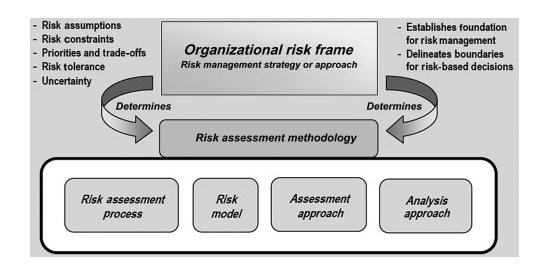 - Risk assumptions
- Risk constraints
- Priorities and trade-offs
- Risk tolerance
- Uncertainty
Organizational risk frame
Risk management strategy or approach
- Establishes foundation
for risk management
- Delineates boundaries
for risk-based decisions
Determines
Determines
Risk assessment methodology
Risk assessment
process
Risk
model
Assessment
approach
Analysis
approach